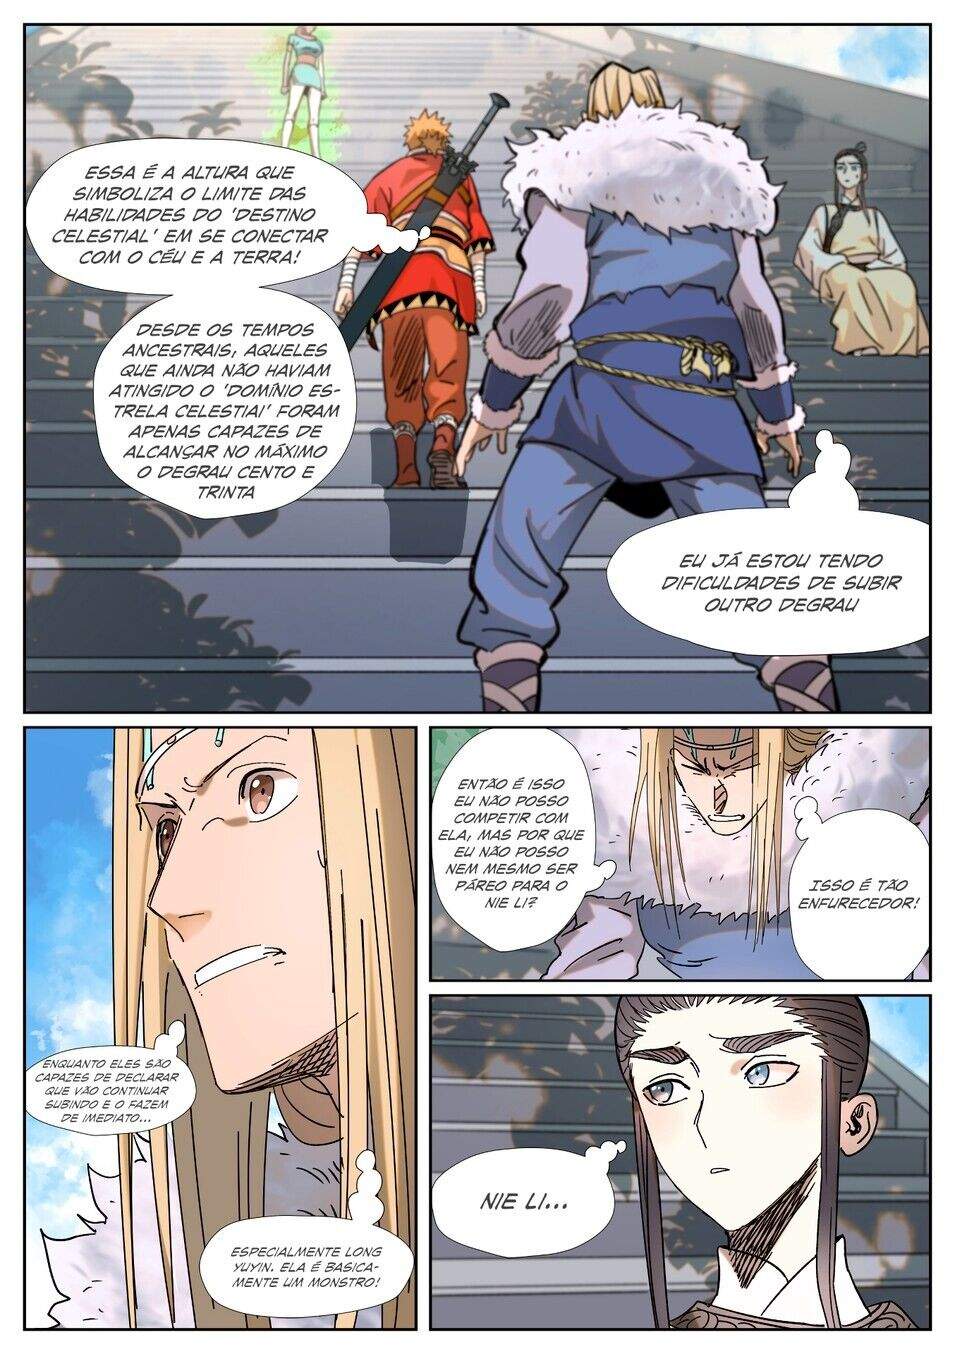 ESSA É A ALTURA QUE
SIMBOLIZA O LIMITE DAS
HABILIDADES DO 'DESTINO
CELESTIAL' EM SE CONECTAR
COM O CÉU E A TERRA!
DESDE OS TEMPOS
ANCESTRAIS, AQUELES
QUE AINDA NÃO HAVIAM
ATINGIDO O 'DOMÍNIO ES-
TRELA CELESTIAI' FORAM
APENAS CAPAZES DE
ALCANÇAR NO MÁXIMO
O DEGRAU CENTO E
TRINTA
EU JÁ ESTOU TENDO
DIFICULDADES DE SUBIR
OUTRO DEGRAU
ENQUANTO ELES SÃO
CAPAZES DE DECLARAR
QUE VÃO CONTINUAR
SUBINDO E O FAZEM
DE IMEDIATO...
ESPECIALMENTE LONG
YUYIN. ELA É BASICA-
MENTE UM MONSTRO!
ENTÃO É ISSO
EU NÃO POSSO
COMPETIR COM
ELA, MAS POR QUE
EU NÃO POSSO
NEM MESMO SER
PÁREO PARA O
NIE LI?
ISSO É TÃO
ENFURECEDOR!
NIE LI...